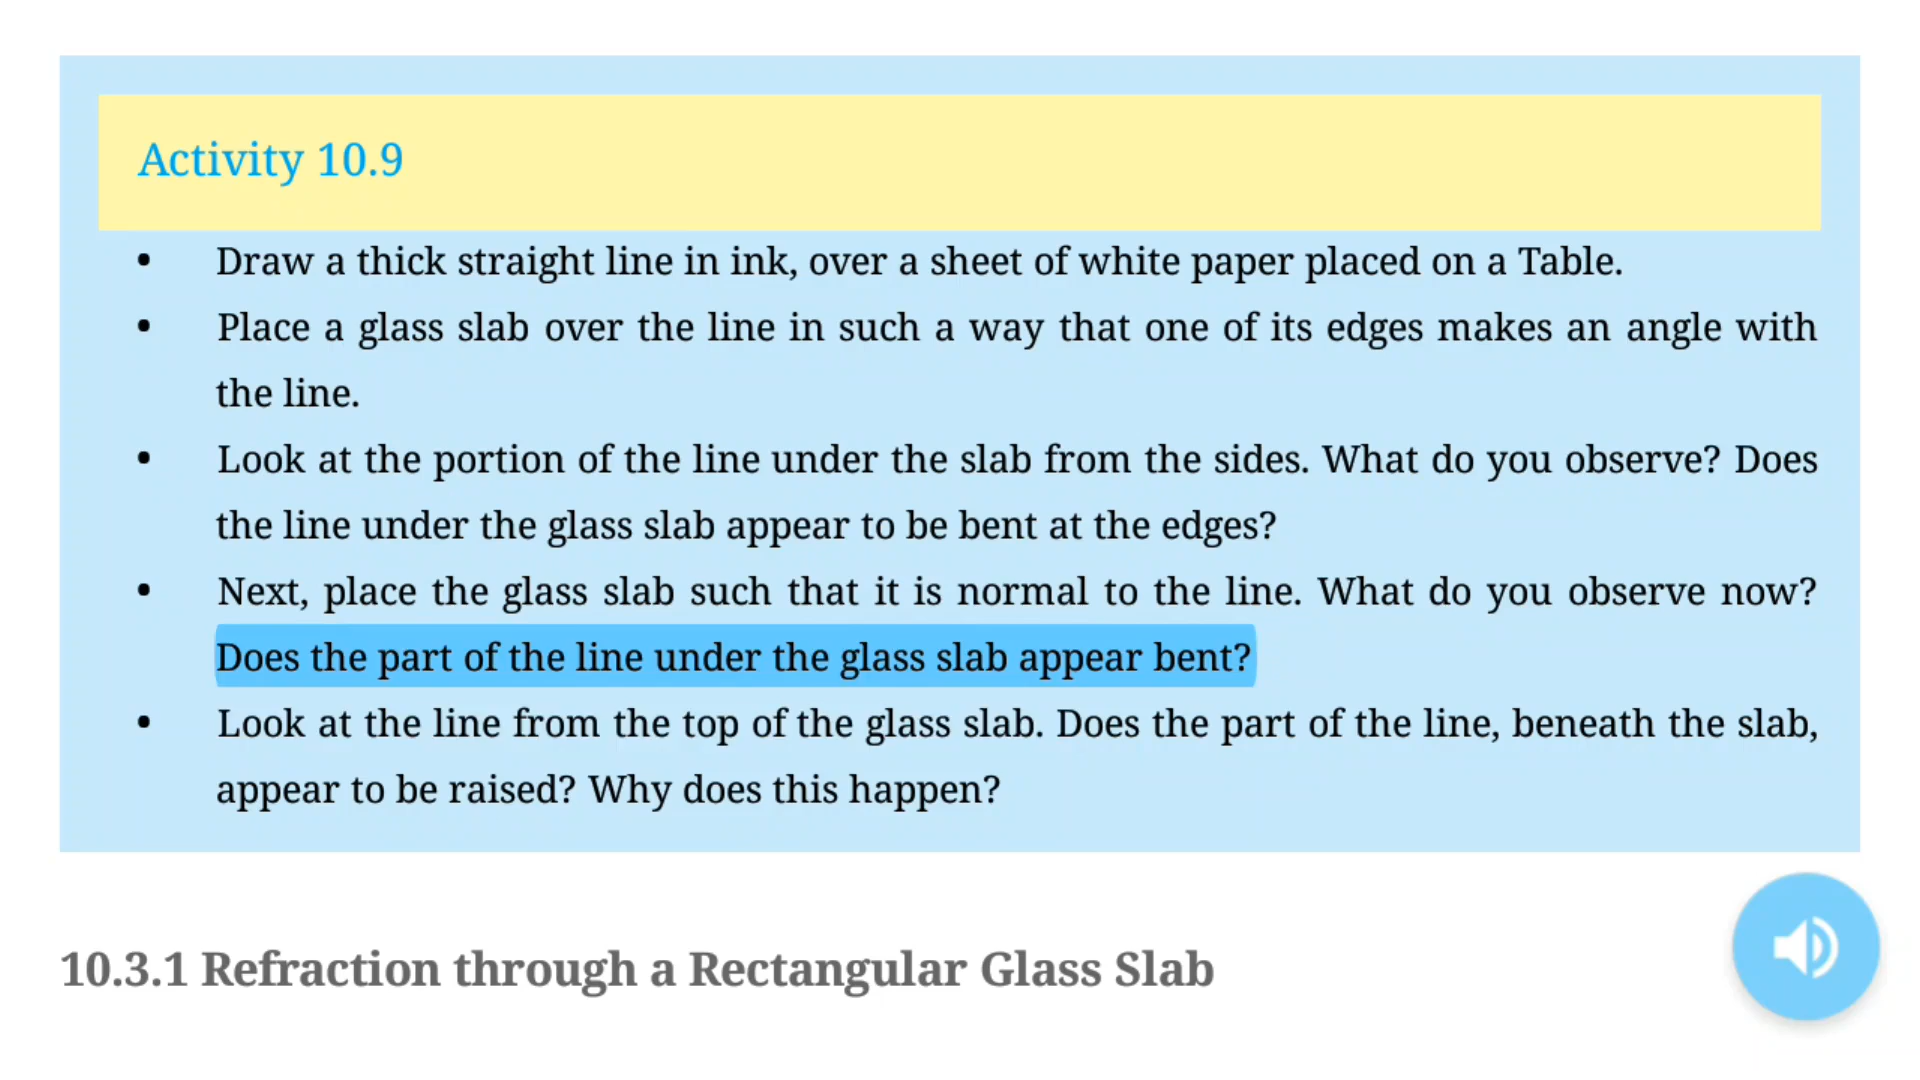 Activity 10.9
• Draw a thick straight line in ink, over a sheet of white paper placed on a Table.
• Place a glass slab over the line in such a way that one of its edges makes an angle with
the line.
• Look at the portion of the line under the slab from the sides. What do you observe? Does
the line under the glass slab appear to be bent at the edges?
• Next, place the glass slab such that it is normal to the line. What do you observe now?
Does the part of the line under the glass slab appear bent?
• Look at the line from the top of the glass slab. Does the part of the line, beneath the slab,
appear to be raised? Why does this happen?
10.3.1 Refraction through a Rectangular Glass Slab